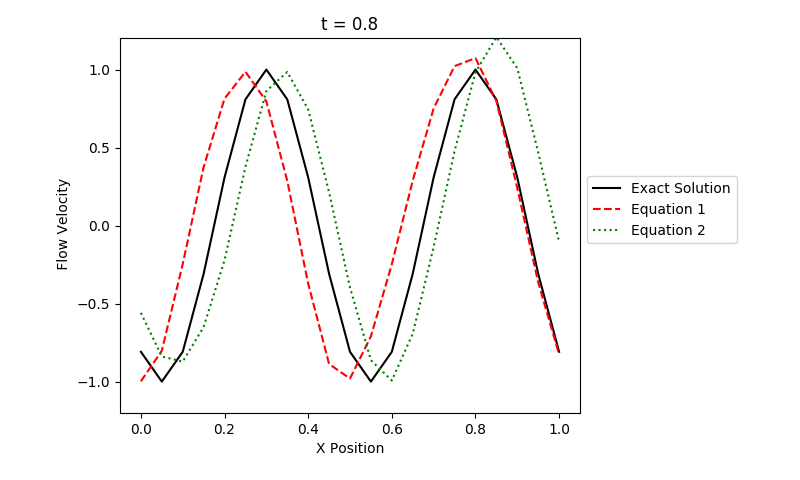 t = 0.8
Flow Velocity
1.0
0.5
0.0
−0.5
−1.0
0.0 0.2 0.4 0.6 0.8 1.0
X Position
Exact Solution
Equation 1
Equation 2